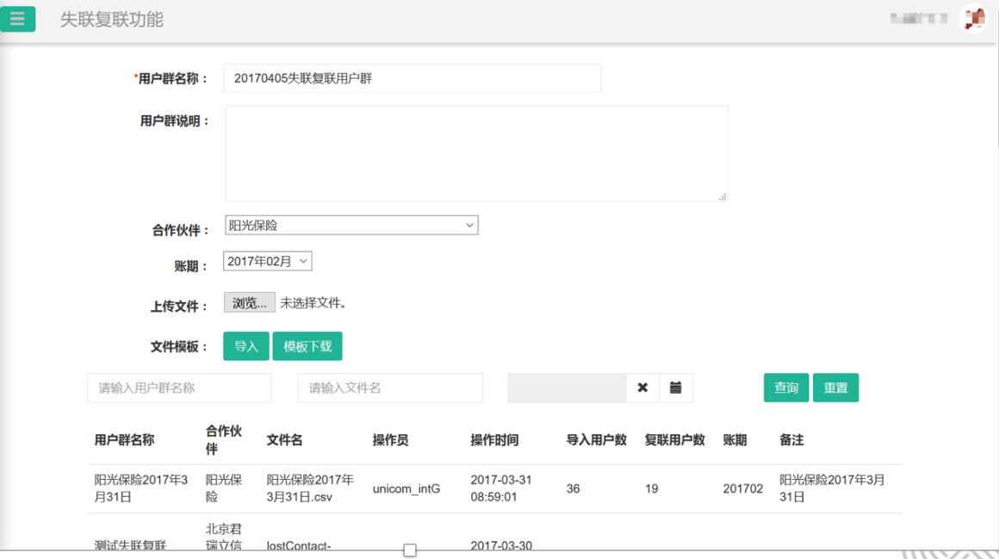 失联复联功能
*用户群名称： 20170405失联复联用户群
用户群说明：
合作伙伴： 阳光保险
账期： 2017年02月
上传文件： 浏览... 未选择文件。
文件模板： 导入 模板下载
请输入用户群名称 请输入文件名 查询 重置
用户群名称 合作伙伴 文件名 操作员 操作时间 导入用户数 复联用户数 账期 备注
阳光保险2017年3月31日 阳光保险 阳光保险2017年3月31日.csv unicom_intG 2017-03-31 08:59:01 36 19 201702 阳光保险2017年3月31日
测试失联复联 北京君瑞立信 lostContact- 2017-03-30